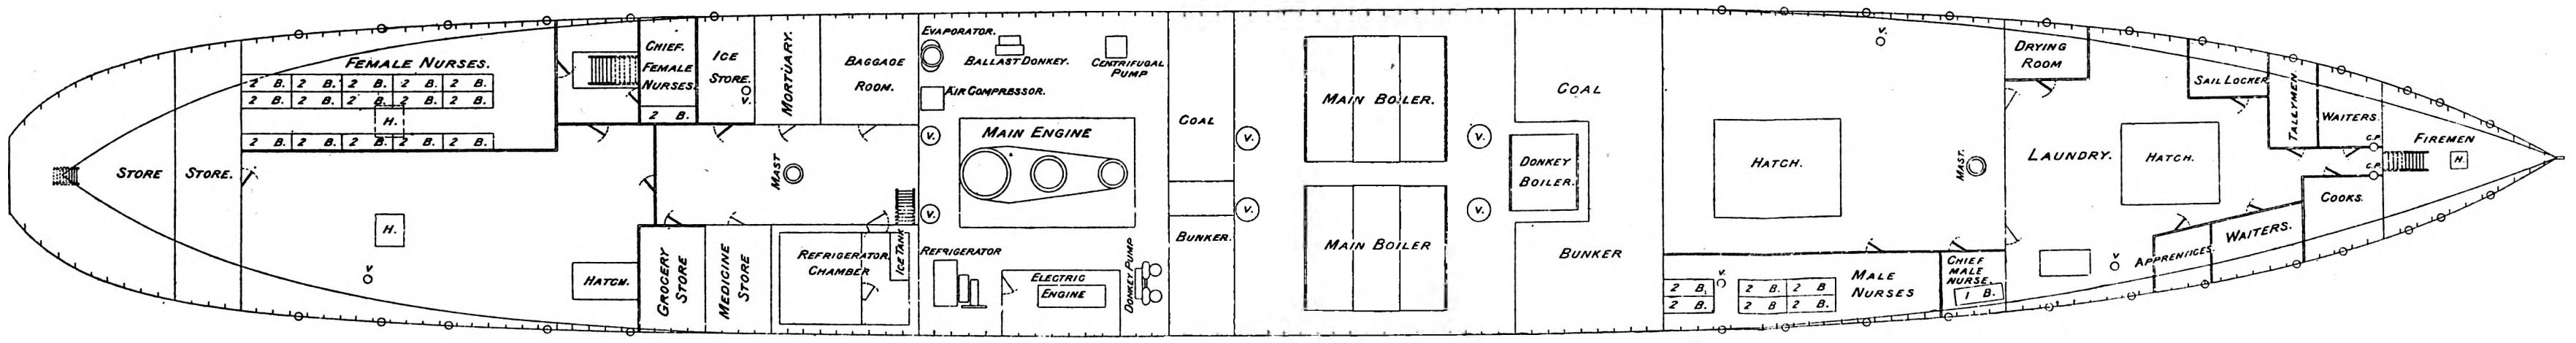 STORE
STORE.
FEMALE NURSES.
2 B. 2 B. 2 B. 2 B. 2 B.
2 B. 2 B. 2 B. 2 B. 2 B.
H.
2 B. 2 B. 2 B. 2 B. 2 B.
H.
V
HATCH.
CHIEF.
FEMALE
NURSES
2 B.
ICE
STORE.
V.
MORTUARY.
BAGGAGE
ROOM.
MAST
GROCERY
STORE
MEDICINE
STORE
REFRIGERATOR
CHAMBER
ICE TANK
EVAPORATOR.
BALLAST DONKEY.
CENTRIFUGAL
PUMP
AIR COMPRESSOR.
V.
MAIN ENGINE
V.
REFRIGERATOR
ELECTRIC
ENGINE
DONKEY PUMP
COAL
BUNKER.
V.
V.
MAIN BOILER.
MAIN BOILER
V.
V.
COAL
DONKEY
BOILER.
BUNKER
V.
HATCH.
MAST.
2 B.
2 B.
V.
2 B. 2 B
2 B 2 B.
MALE
NURSES
CHIEF
MALE
NURSE.
1 B.
DRYING
ROOM
LAUNDRY.
HATCH.
V
SAIL LOCKER
TALLYMEN.
WAITERS.
C.P.
C.P.
FIREMEN
H.
COOKS.
WAITERS.
APPRENTICES.